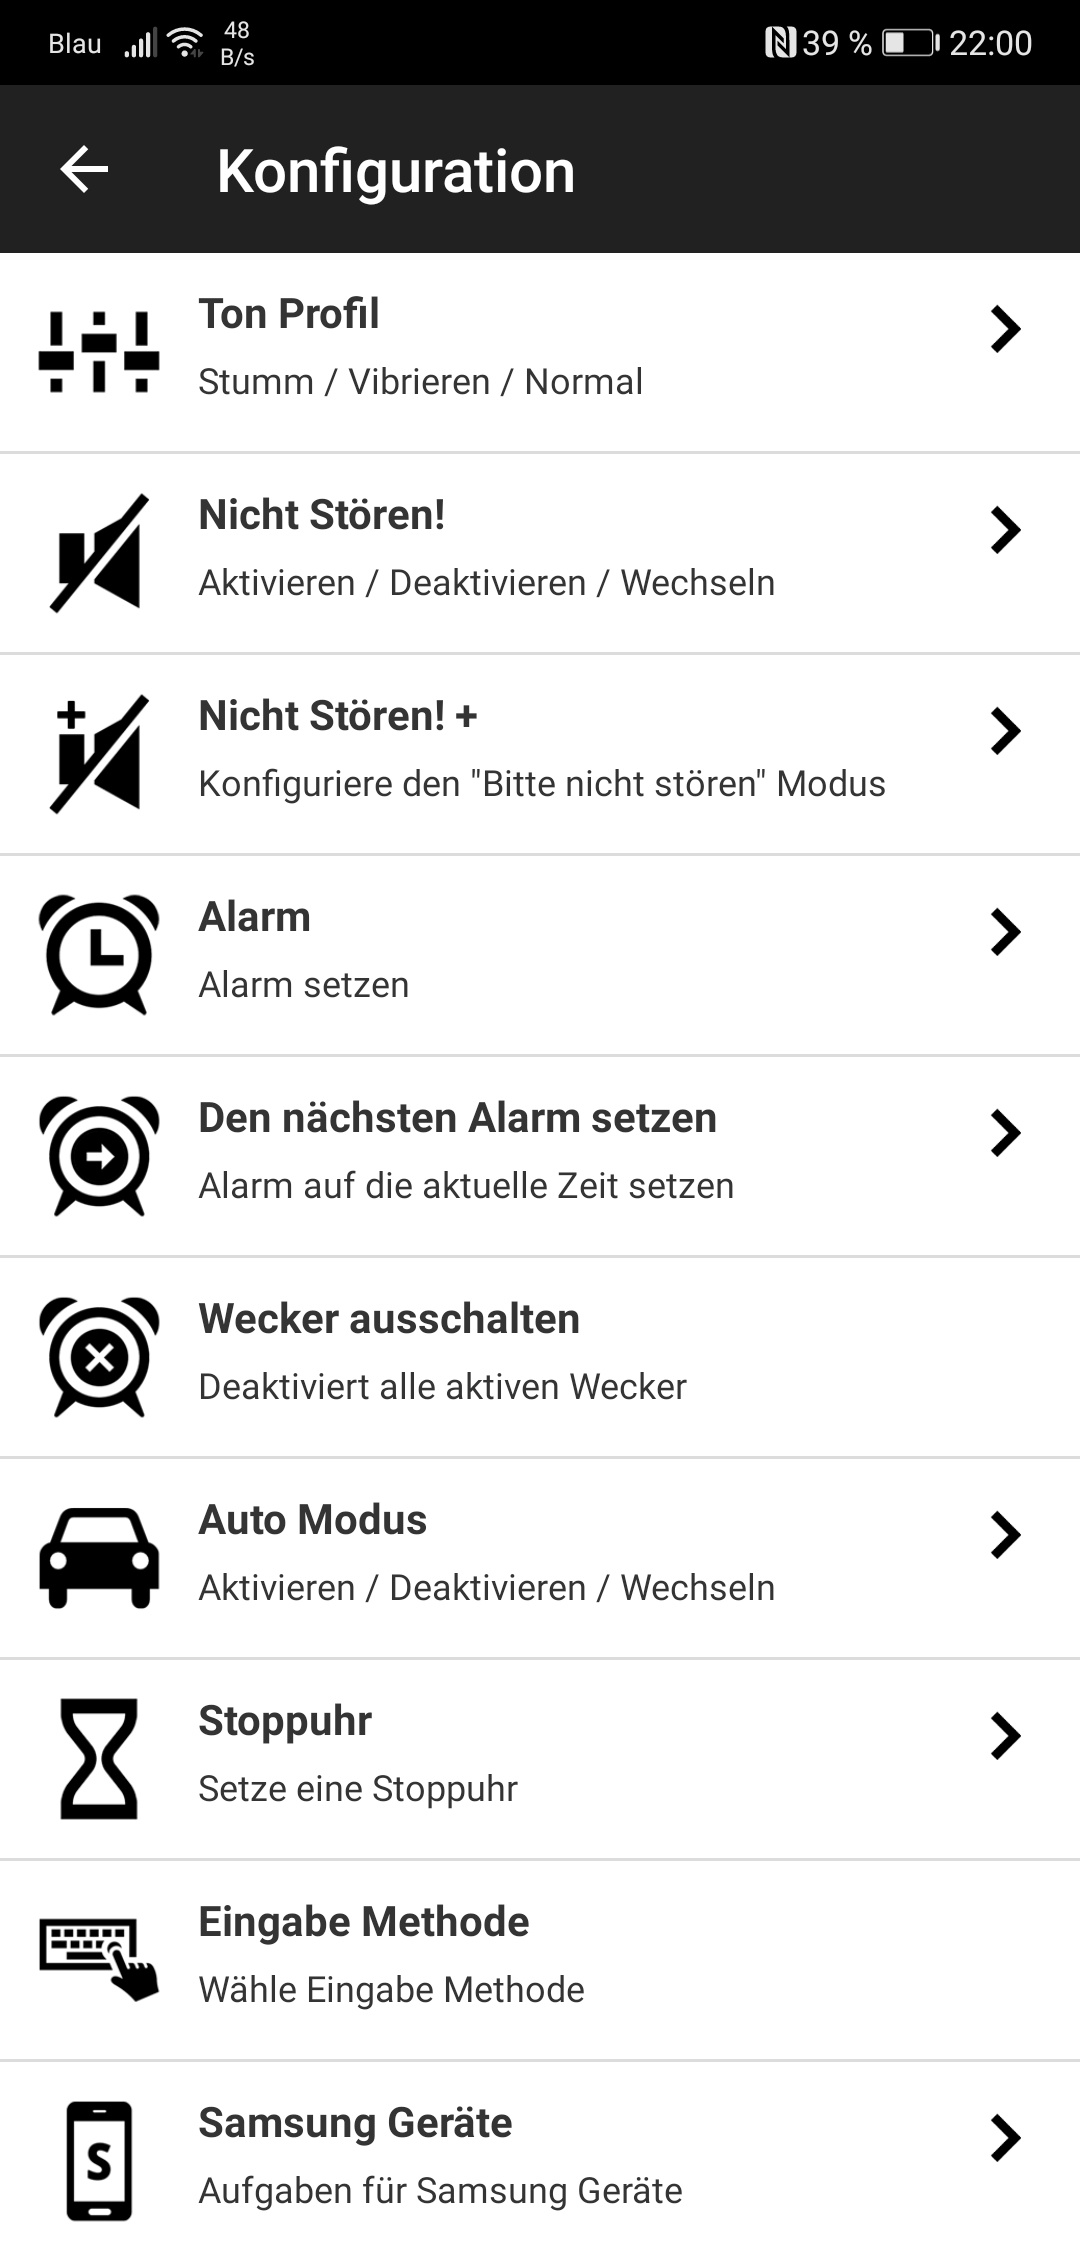 Blau 48 B/s 39 % 22:00
Konfiguration
Ton Profil
Stumm / Vibrieren / Normal
Nicht Stören!
Aktivieren / Deaktivieren / Wechseln
Nicht Stören! +
Konfiguriere den "Bitte nicht stören" Modus
Alarm
Alarm setzen
Den nächsten Alarm setzen
Alarm auf die aktuelle Zeit setzen
Wecker ausschalten
Deaktiviert alle aktiven Wecker
Auto Modus
Aktivieren / Deaktivieren / Wechseln
Stoppuhr
Setze eine Stoppuhr
Eingabe Methode
Wähle Eingabe Methode
S
Samsung Geräte
Aufgaben für Samsung Geräte